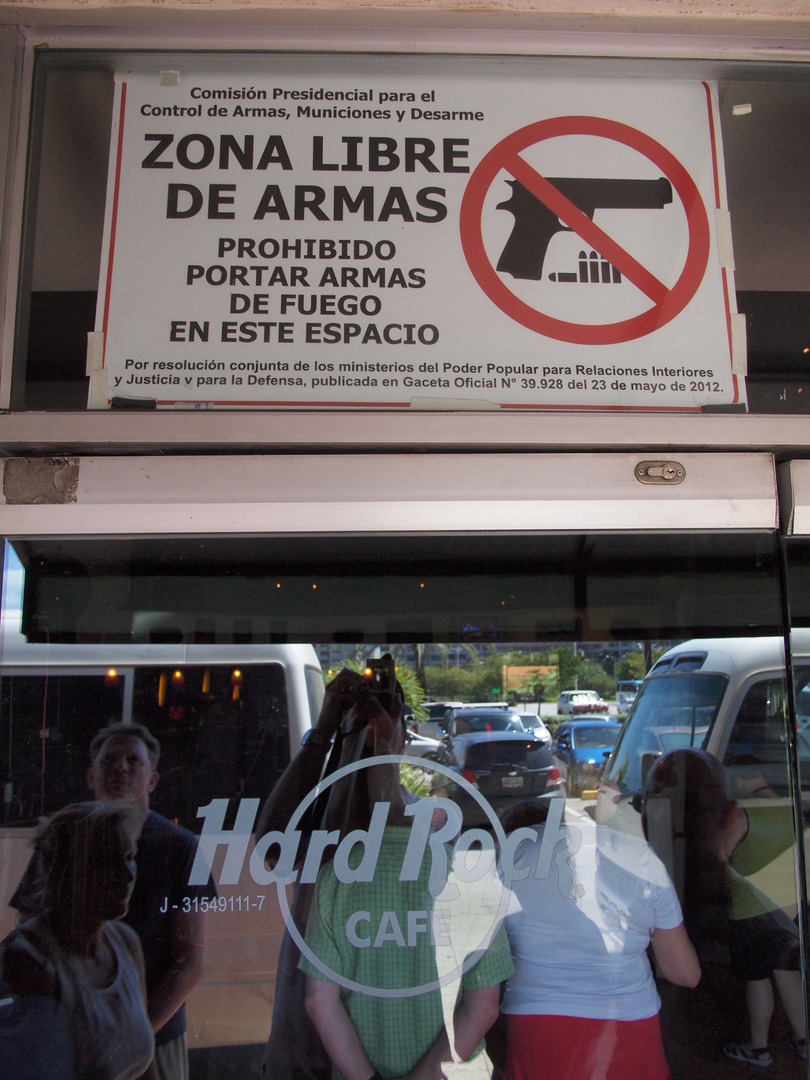 Comisión Presidencial para el
Control de Armas, Municiones y Desarme
ZONA LIBRE
DE ARMAS
PROHIBIDO
PORTAR ARMAS
DE FUEGO
EN ESTE ESPACIO
Por resolución conjunta de los ministerios del Poder Popular para Relaciones Interiores
y Justicia y para la Defensa, publicada en Gaceta Oficial N° 39.928 del 23 de mayo de 2012.
Hard Rock
J - 31549111-7
CAFE